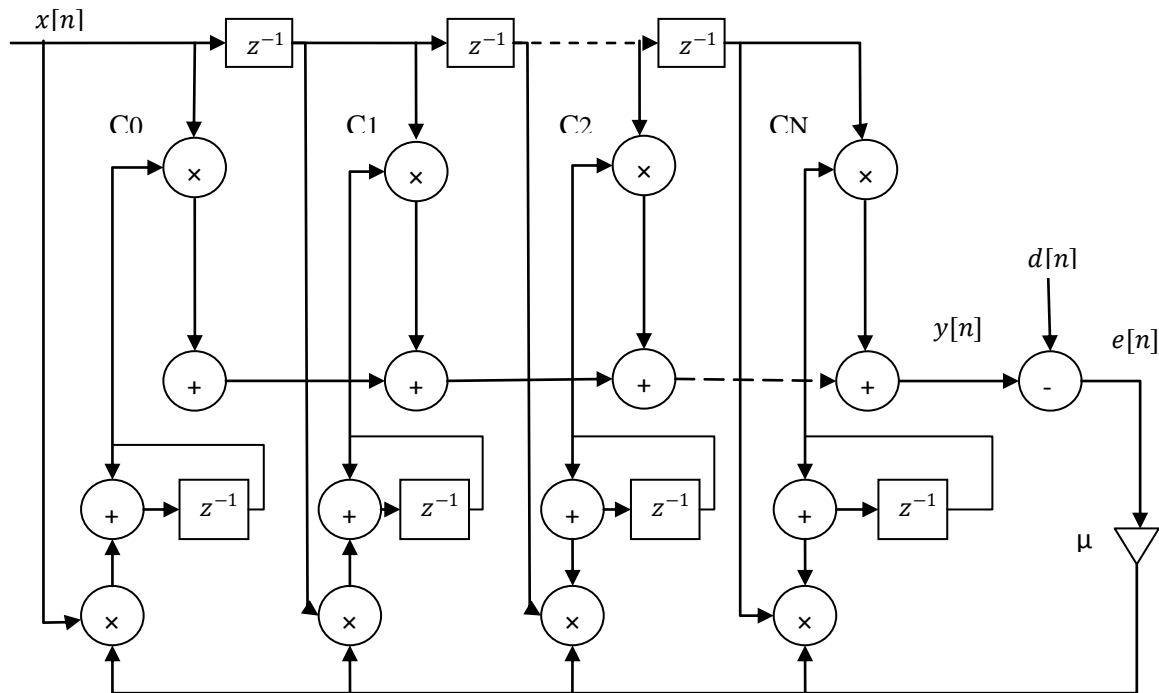 x[n]
z⁻¹ z⁻¹ z⁻¹
C0 C1 C2 CN
× × × ×
d[n]
y[n] e[n]
+ + + + -
+ z⁻¹ + z⁻¹ + z⁻¹ + z⁻¹
μ
× × × ×